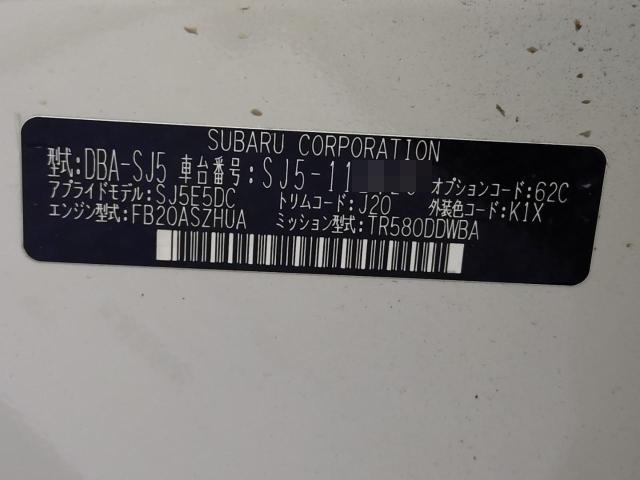 SUBARU CORPORATION
型式:DBA-SJ5 車台番号:SJ5-11 オプションコード:62C
アプライドモデル:SJ5E5DC トリムコード:J20 外装色コード:K1X
エンジン型式:FB20ASZHUA ミッション型式:TR580DDWBA